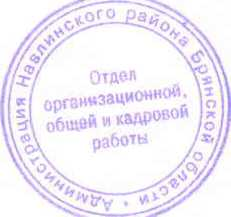 Администрация Навлинского района Брянской области *
Отдел
организационной,
общей и кадровой
работы